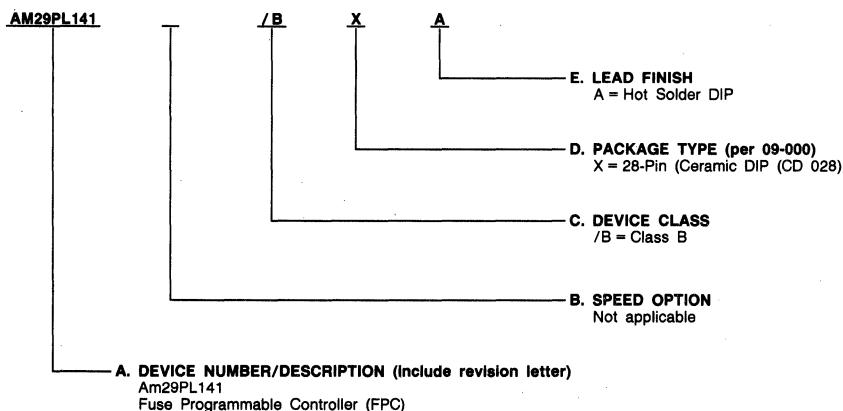 AM29PL141 _ /B X A
E. LEAD FINISH
A = Hot Solder DIP
D. PACKAGE TYPE (per 09-000)
X = 28-Pin (Ceramic DIP (CD 028)
C. DEVICE CLASS
/B = Class B
B. SPEED OPTION
Not applicable
A. DEVICE NUMBER/DESCRIPTION (Include revision letter)
Am29PL141
Fuse Programmable Controller (FPC)